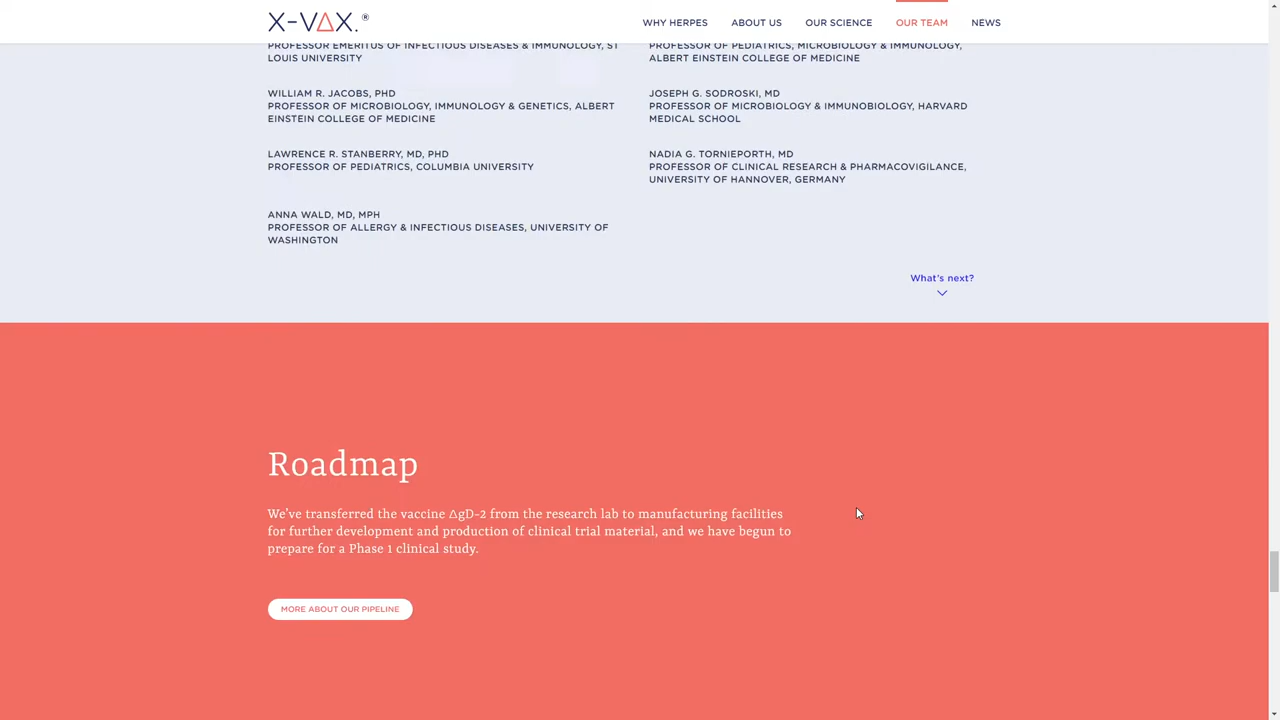 X-VΔX.®
WHY HERPES
ABOUT US
OUR SCIENCE
OUR TEAM
NEWS
PROFESSOR EMERITUS OF INFECTIOUS DISEASES & IMMUNOLOGY, ST
LOUIS UNIVERSITY
PROFESSOR OF PEDIATRICS, MICROBIOLOGY & IMMUNOLOGY,
ALBERT EINSTEIN COLLEGE OF MEDICINE
WILLIAM R. JACOBS, PHD
PROFESSOR OF MICROBIOLOGY, IMMUNOLOGY & GENETICS, ALBERT
EINSTEIN COLLEGE OF MEDICINE
JOSEPH G. SODROSKI, MD
PROFESSOR OF MICROBIOLOGY & IMMUNOBIOLOGY, HARVARD
MEDICAL SCHOOL
LAWRENCE R. STANBERRY, MD, PHD
PROFESSOR OF PEDIATRICS, COLUMBIA UNIVERSITY
NADIA G. TORNIEPORTH, MD
PROFESSOR OF CLINICAL RESEARCH & PHARMACOVIGILANCE,
UNIVERSITY OF HANNOVER, GERMANY
ANNA WALD, MD, MPH
PROFESSOR OF ALLERGY & INFECTIOUS DISEASES, UNIVERSITY OF
WASHINGTON
What's next?
Roadmap
We've transferred the vaccine ΔgD-2 from the research lab to manufacturing facilities
for further development and production of clinical trial material, and we have begun to
prepare for a Phase 1 clinical study.
MORE ABOUT OUR PIPELINE